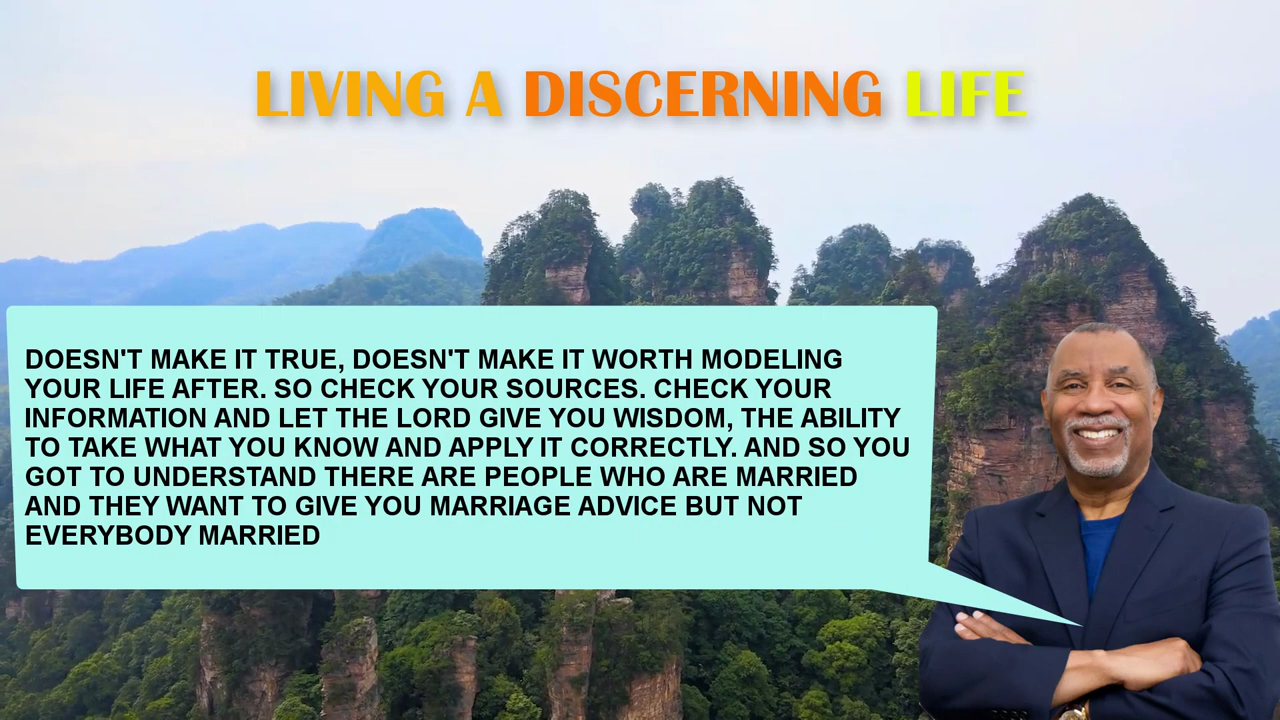 LIVING A DISCERNING LIFE
DOESN'T MAKE IT TRUE, DOESN'T MAKE IT WORTH MODELING
YOUR LIFE AFTER. SO CHECK YOUR SOURCES. CHECK YOUR
INFORMATION AND LET THE LORD GIVE YOU WISDOM, THE ABILITY
TO TAKE WHAT YOU KNOW AND APPLY IT CORRECTLY. AND SO YOU
GOT TO UNDERSTAND THERE ARE PEOPLE WHO ARE MARRIED
AND THEY WANT TO GIVE YOU MARRIAGE ADVICE BUT NOT
EVERYBODY MARRIED